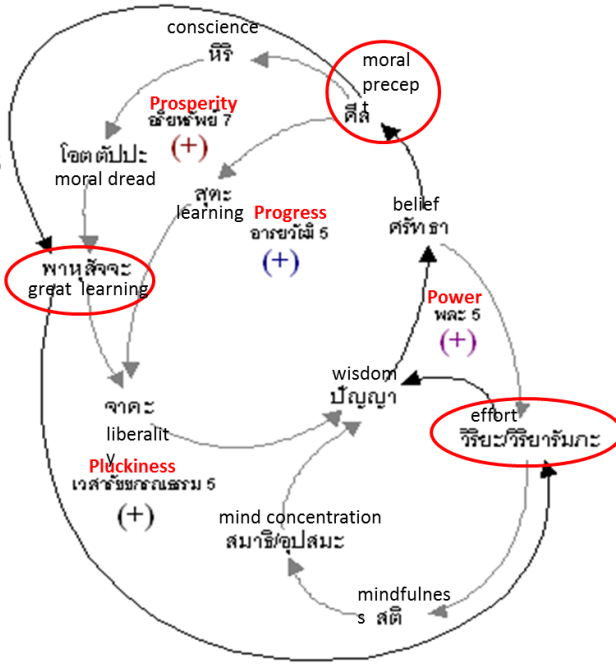 conscience
หิริ
moral
precep
t
ศีล
Prosperity
อริยทรัพย์ 7
(+)
โอตตัปปะ
moral dread
สุตะ
learning
Progress
อารยวัฒิ 5
(+)
belief
ศรัทธา
พาหุสัจจะ
great learning
Power
พละ 5
(+)
wisdom
ปัญญา
effort
วิริยะ/วิริยารัมภะ
จาคะ
liberalit
y
Pluckiness
เวสารัชชกรณธรรม 5
(+)
mind concentration
สมาธิ/อุปสมะ
mindfulnes
s สติ